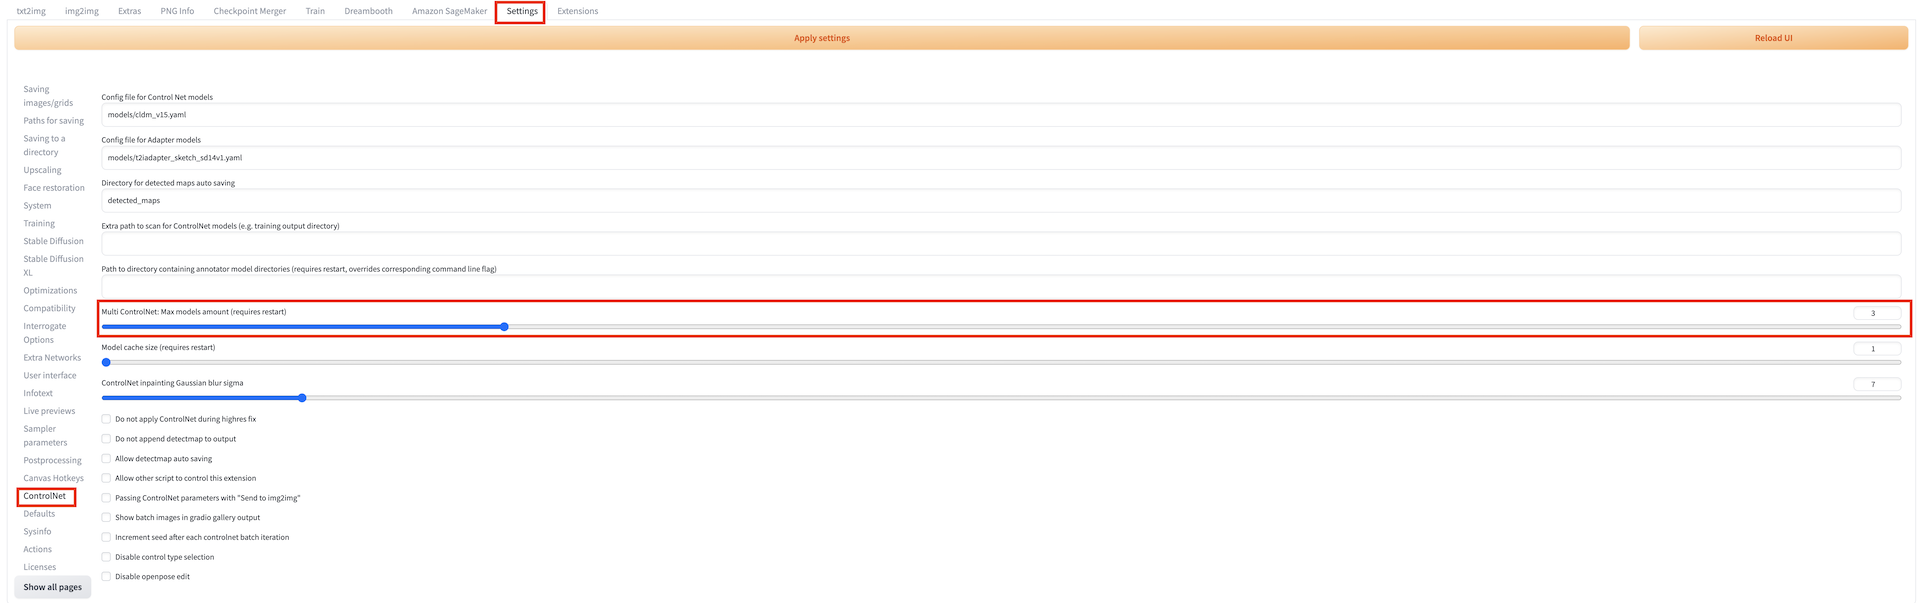 txt2img img2img Extras PNG Info Checkpoint Merger Train Dreambooth Amazon SageMaker Settings Extensions
Apply settings Reload UI
Saving
images/grids
Paths for saving
Saving to a
directory
Upscaling
Face restoration
System
Training
Stable Diffusion
Stable Diffusion
XL
Optimizations
Compatibility
Interrogate
Options
Extra Networks
User interface
Infotext
Live previews
Sampler
parameters
Postprocessing
Canvas Hotkeys
ControlNet
Defaults
Sysinfo
Actions
Licenses
Show all pages
Config file for Control Net models
models/cldm_v15.yaml
Config file for Adapter models
models/t2iadapter_sketch_sd14v1.yaml
Directory for detected maps auto saving
detected_maps
Extra path to scan for ControlNet models (e.g. training output directory)
Path to directory containing annotator model directories (requires restart, overrides corresponding command line flag)
Multi ControlNet: Max models amount (requires restart) 3
Model cache size (requires restart) 1
ControlNet inpainting Gaussian blur sigma 7
Do not apply ControlNet during highres fix
Do not append detectmap to output
Allow detectmap auto saving
Allow other script to control this extension
Passing ControlNet parameters with "Send to img2img"
Show batch images in gradio gallery output
Increment seed after each controlnet batch iteration
Disable control type selection
Disable openpose edit